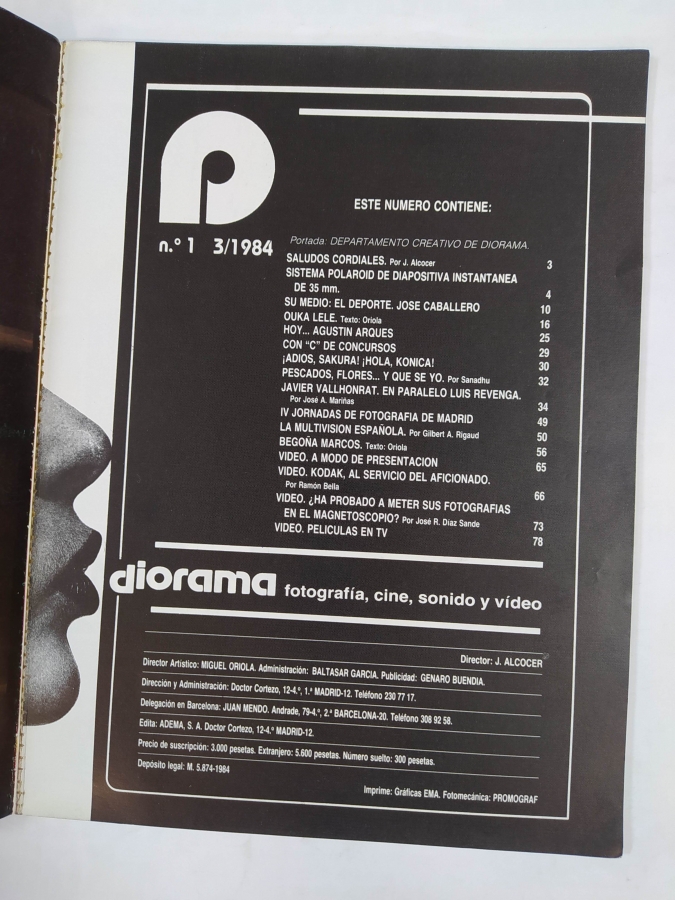 n.° 1 3/1984
ESTE NUMERO CONTIENE:
Portada: DEPARTAMENTO CREATIVO DE DIORAMA.
SALUDOS CORDIALES. Por J. Alcocer 3
SISTEMA POLAROID DE DIAPOSITIVA INSTANTANEA
DE 35 mm. 4
SU MEDIO: EL DEPORTE. JOSE CABALLERO 10
OUKA LELE. Texto: Oriola 16
HOY... AGUSTIN ARQUES 25
CON "C" DE CONCURSOS 29
¡ADIOS, SAKURA! ¡HOLA, KONICA! 30
PESCADOS, FLORES... Y QUE SE YO. Por Sanadhu 32
JAVIER VALLHONRAT. EN PARALELO LUIS REVENGA.
Por José A. Mariñas 34
IV JORNADAS DE FOTOGRAFIA DE MADRID 49
LA MULTIVISION ESPAÑOLA. Por Gilbert A. Rigaud 50
BEGOÑA MARCOS. Texto: Oriola 56
VIDEO. A MODO DE PRESENTACION 65
VIDEO. KODAK, AL SERVICIO DEL AFICIONADO.
Por Ramón Bella 66
VIDEO. ¿HA PROBADO A METER SUS FOTOGRAFIAS
EN EL MAGNETOSCOPIO? Por José R. Díaz Sande 73
VIDEO. PELICULAS EN TV 78
diorama fotografía, cine, sonido y vídeo
Director: J. ALCOCER
Director Artístico: MIGUEL ORIOLA. Administración: BALTASAR GARCIA. Publicidad: GENARO BUENDIA.
Dirección y Administración: Doctor Cortezo, 12-4.º, 1.ª MADRID-12. Teléfono 230 77 17.
Delegación en Barcelona: JUAN MENDO. Andrade, 79-4.º, 2.ª BARCELONA-20. Teléfono 308 92 58.
Edita: ADEMA, S. A. Doctor Cortezo, 12-4.º MADRID-12.
Precio de suscripción: 3.000 pesetas. Extranjero: 5.600 pesetas. Número suelto: 300 pesetas.
Depósito legal: M. 5.874-1984
Imprime: Gráficas EMA. Fotomecánica: PROMOGRAF